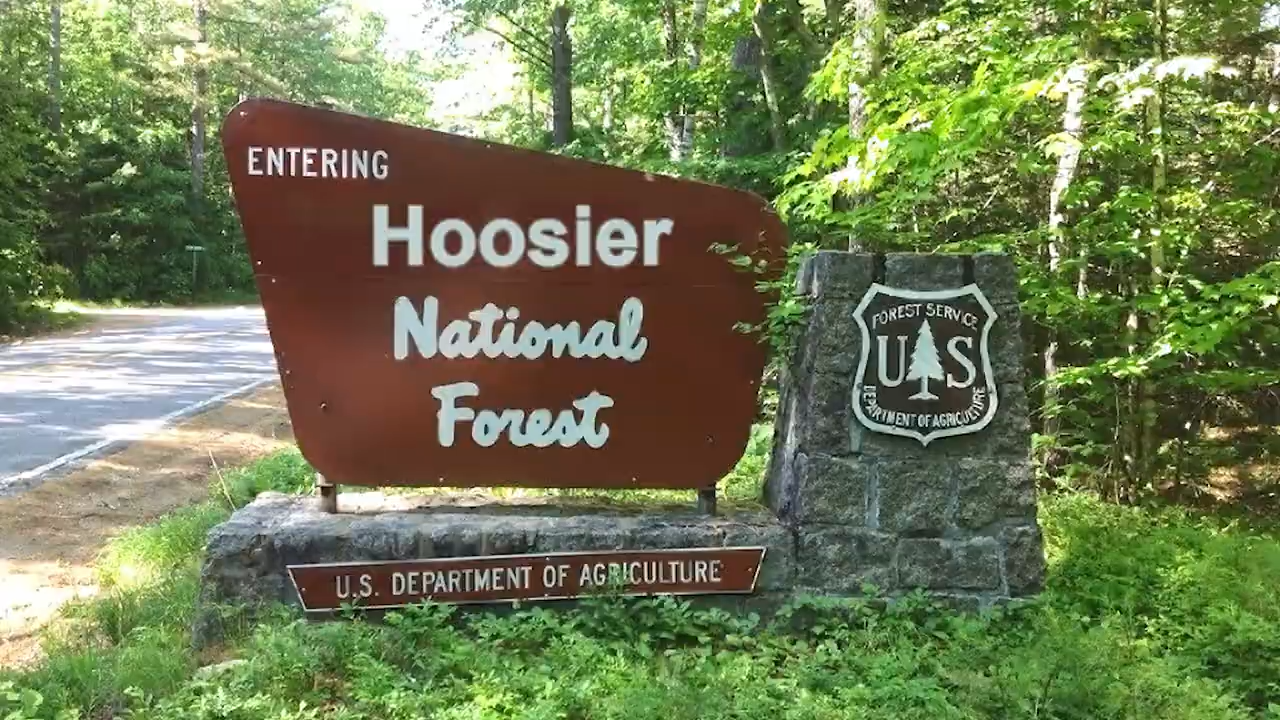 ENTERING
Hoosier
National
Forest
FOREST SERVICE
U S
DEPARTMENT OF AGRICULTURE
U.S. DEPARTMENT OF AGRICULTURE